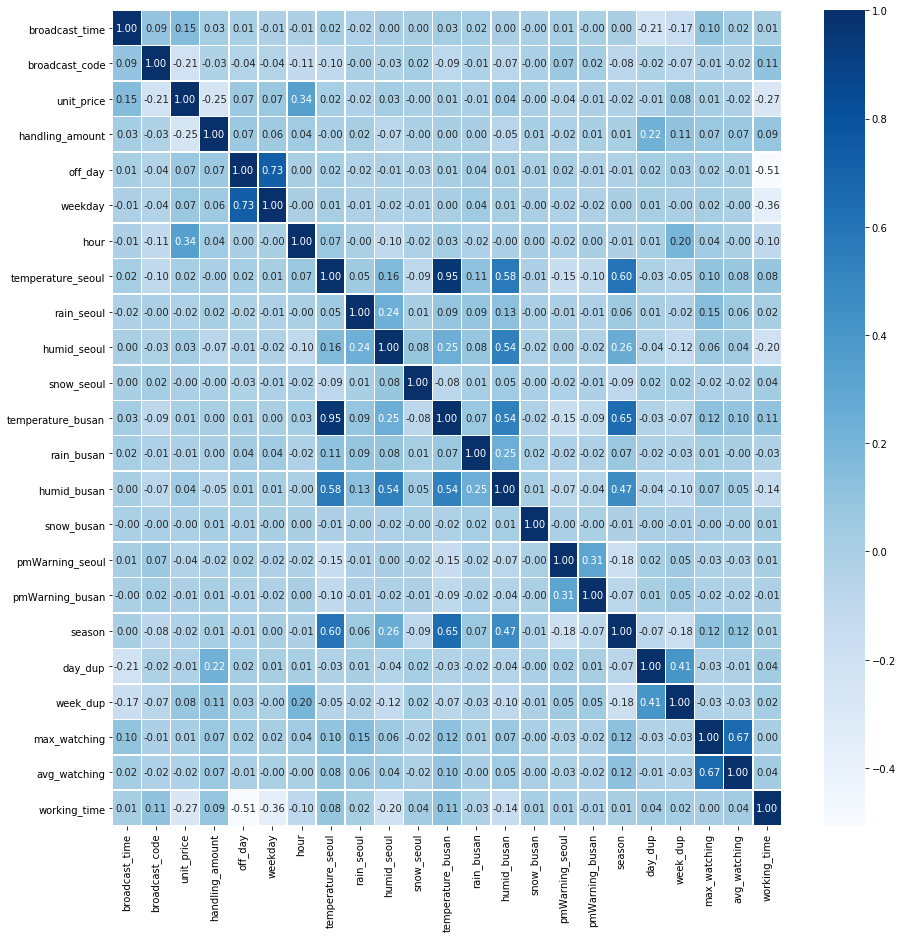 broadcast_time 1.00 0.09 0.15 0.03 0.01 -0.01 -0.01 0.02 -0.02 0.00 0.00 0.03 0.02 0.00 -0.00 0.01 -0.00 0.00 -0.21 -0.17 0.10 0.02 0.01
broadcast_code 0.09 1.00 -0.21 -0.03 -0.04 -0.04 -0.11 -0.10 -0.00 -0.03 0.02 -0.09 -0.01 -0.07 -0.00 0.07 0.02 -0.08 -0.02 -0.07 -0.01 -0.02 0.11
unit_price 0.15 -0.21 1.00 -0.25 0.07 0.07 0.34 0.02 -0.02 0.03 -0.00 0.01 -0.01 0.04 -0.00 -0.04 -0.01 -0.02 -0.01 0.08 0.01 -0.02 -0.27
handling_amount 0.03 -0.03 -0.25 1.00 0.07 0.06 0.04 -0.00 0.02 -0.07 -0.00 0.00 0.00 -0.05 0.01 -0.02 0.01 0.01 0.22 0.11 0.07 0.07 0.09
off_day 0.01 -0.04 0.07 0.07 1.00 0.73 0.00 0.02 -0.02 -0.01 -0.03 0.01 0.04 0.01 -0.00 0.02 -0.01 -0.01 0.02 0.03 0.02 -0.01 -0.51
weekday -0.01 -0.04 0.07 0.06 0.73 1.00 -0.00 0.01 -0.01 -0.02 -0.01 0.00 0.04 0.01 -0.00 0.02 -0.02 0.00 0.01 -0.00 0.02 -0.00 -0.36
hour -0.01 -0.11 0.34 0.04 0.00 -0.00 1.00 0.07 -0.00 -0.10 -0.02 0.03 -0.02 -0.00 0.00 -0.02 0.00 -0.01 0.01 0.20 0.04 -0.00 -0.10
temperature_seoul 0.02 -0.10 0.02 -0.00 0.02 0.01 0.07 1.00 0.05 0.16 -0.09 0.95 0.11 0.58 -0.01 -0.15 -0.10 0.60 -0.03 -0.05 0.10 0.08 0.08
rain_seoul -0.02 -0.00 -0.02 0.02 -0.02 -0.01 -0.00 0.05 1.00 0.24 0.01 0.09 0.09 0.13 -0.00 -0.01 -0.01 0.06 0.01 -0.02 0.15 0.06 0.02
humid_seoul 0.00 -0.03 0.03 -0.07 -0.01 -0.02 -0.10 0.16 0.24 1.00 0.08 0.25 0.08 0.54 -0.02 0.00 -0.02 0.26 -0.04 -0.12 0.06 0.04 -0.20
snow_seoul 0.00 0.02 -0.00 -0.00 -0.03 -0.01 -0.02 -0.09 0.01 0.08 1.00 -0.08 0.01 0.05 -0.00 -0.02 -0.01 -0.09 0.02 0.02 -0.02 -0.02 0.04
temperature_busan 0.03 -0.09 0.01 0.00 0.01 0.00 0.03 0.95 0.09 0.25 -0.08 1.00 0.07 0.54 -0.02 -0.15 -0.09 0.65 -0.03 -0.07 0.12 0.10 0.11
rain_busan 0.02 -0.01 -0.01 0.00 0.04 0.04 -0.02 0.11 0.09 0.08 0.01 0.07 1.00 0.25 0.02 -0.02 -0.02 0.07 -0.02 -0.03 0.01 -0.00 -0.03
humid_busan 0.00 -0.07 0.04 -0.05 0.01 0.01 -0.00 0.58 0.13 0.54 0.05 0.54 0.25 1.00 0.01 -0.07 -0.04 0.47 -0.04 -0.10 0.07 0.05 -0.14
snow_busan -0.00 -0.00 -0.00 0.01 -0.00 -0.00 0.00 -0.01 -0.00 -0.02 -0.00 -0.02 0.02 0.01 1.00 -0.00 -0.00 -0.01 -0.00 -0.01 -0.00 -0.00 0.01
pmWarning_seoul 0.01 0.07 -0.04 -0.02 0.02 0.02 -0.02 -0.15 -0.01 0.00 -0.02 -0.15 -0.02 -0.07 -0.00 1.00 0.31 -0.18 0.02 0.05 -0.03 -0.03 0.01
pmWarning_busan -0.00 0.02 -0.01 0.01 -0.01 -0.02 0.00 -0.10 -0.01 -0.02 -0.01 -0.09 -0.02 -0.04 -0.00 0.31 1.00 -0.07 0.01 0.05 -0.02 -0.02 -0.01
season 0.00 -0.08 -0.02 0.01 -0.01 0.00 -0.01 0.60 0.06 0.26 -0.09 0.65 0.07 0.47 -0.01 -0.18 -0.07 1.00 -0.07 -0.18 0.12 0.12 0.01
day_dup -0.21 -0.02 -0.01 0.22 0.02 0.01 0.01 -0.03 0.01 -0.04 0.02 -0.03 -0.02 -0.04 -0.00 0.02 0.01 -0.07 1.00 0.41 -0.03 -0.01 0.04
week_dup -0.17 -0.07 0.08 0.11 0.03 -0.00 0.20 -0.05 -0.02 -0.12 0.02 -0.07 -0.03 -0.10 -0.01 0.05 0.05 -0.18 0.41 1.00 -0.03 -0.03 0.02
max_watching 0.10 -0.01 0.01 0.07 0.02 0.02 0.04 0.10 0.15 0.06 -0.02 0.12 0.01 0.07 -0.00 -0.03 -0.02 0.12 -0.03 -0.03 1.00 0.67 0.00
avg_watching 0.02 -0.02 -0.02 0.07 -0.01 -0.00 -0.00 0.08 0.06 0.04 -0.02 0.10 -0.00 0.05 -0.00 -0.03 -0.02 0.12 -0.01 -0.03 0.67 1.00 0.04
working_time 0.01 0.11 -0.27 0.09 -0.51 -0.36 -0.10 0.08 0.02 -0.20 0.04 0.11 -0.03 -0.14 0.01 0.01 -0.01 0.01 0.04 0.02 0.00 0.04 1.00
broadcast_time
broadcast_code
unit_price
handling_amount
off_day
weekday
hour
temperature_seoul
rain_seoul
humid_seoul
snow_seoul
temperature_busan
rain_busan
humid_busan
snow_busan
pmWarning_seoul
pmWarning_busan
season
day_dup
week_dup
max_watching
avg_watching
working_time
1.0
0.8
0.6
0.4
0.2
0.0
−0.2
−0.4